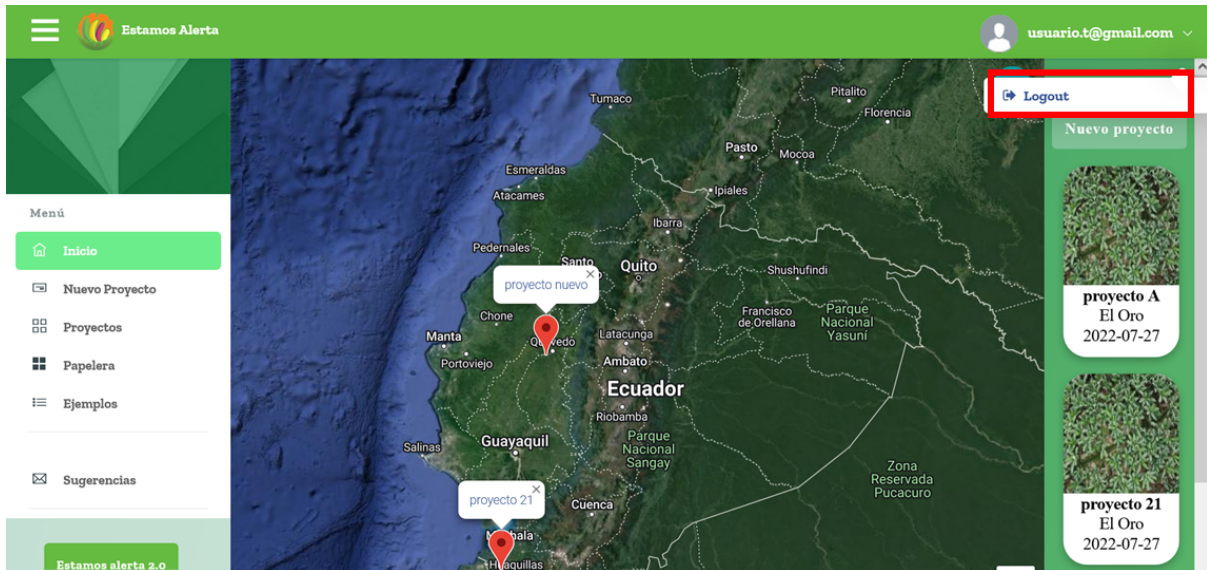 Estamos Alerta
usuario.t@gmail.com
Logout
Menú
Inicio
Nuevo Proyecto
Proyectos
Papelera
Ejemplos
Sugerencias
Estamos alerta 2.0
Tumaco
Pitalito
Florencia
Pasto
Mocoa
Esmeraldas
Atacames
Ipiales
Ibarra
Pedernales
Santo
Quito
Shushufindi
proyecto nuevo
Chone
Francisco
de Orellana
Parque
Nacional
Yasuní
Manta
Latacunga
Portoviejo
Ambato
Ecuador
Riobamba
Salinas
Guayaquil
Parque
Nacional
Sangay
Zona
Reservada
Pucacuro
proyecto 21
Cuenca
Huaquillas
Nuevo proyecto
proyecto A
El Oro
2022-07-27
proyecto 21
El Oro
2022-07-27